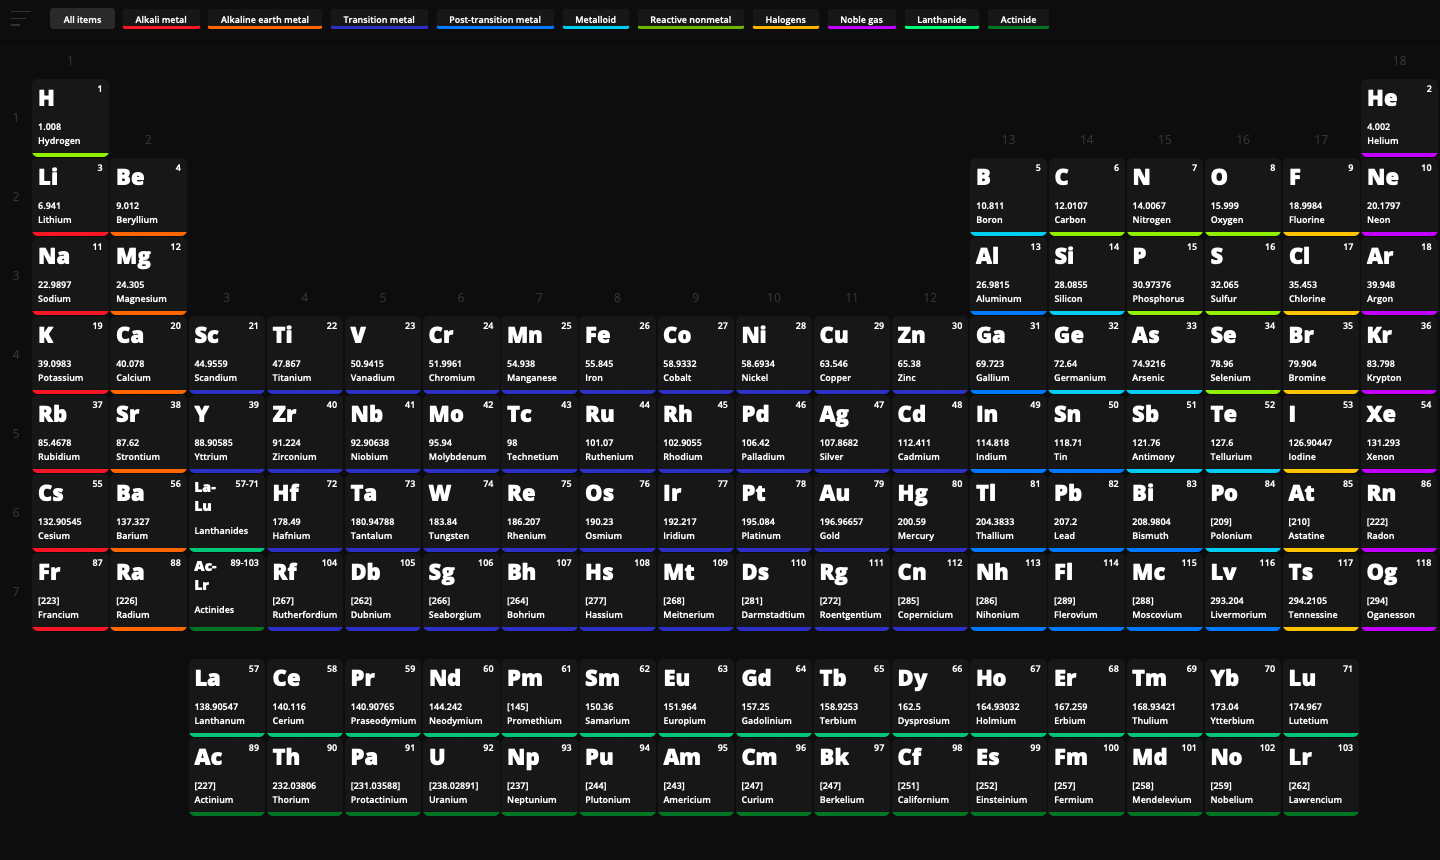 All items
Alkali metal
Alkaline earth metal
Transition metal
Post-transition metal
Metalloid
Reactive nonmetal
Halogens
Noble gas
Lanthanide
Actinide
1
18
1
H 1
1.008
Hydrogen
He 2
4.002
Helium
2
13
14
15
16
17
2
Li 3
6.941
Lithium
Be 4
9.012
Beryllium
B 5
10.811
Boron
C 6
12.0107
Carbon
N 7
14.0067
Nitrogen
O 8
15.999
Oxygen
F 9
18.9984
Fluorine
Ne 10
20.1797
Neon
3
Na 11
22.9897
Sodium
Mg 12
24.305
Magnesium
3
4
5
6
7
8
9
10
11
12
Al 13
26.9815
Aluminum
Si 14
28.0855
Silicon
P 15
30.97376
Phosphorus
S 16
32.065
Sulfur
Cl 17
35.453
Chlorine
Ar 18
39.948
Argon
4
K 19
39.0983
Potassium
Ca 20
40.078
Calcium
Sc 21
44.9559
Scandium
Ti 22
47.867
Titanium
V 23
50.9415
Vanadium
Cr 24
51.9961
Chromium
Mn 25
54.938
Manganese
Fe 26
55.845
Iron
Co 27
58.9332
Cobalt
Ni 28
58.6934
Nickel
Cu 29
63.546
Copper
Zn 30
65.38
Zinc
Ga 31
69.723
Gallium
Ge 32
72.64
Germanium
As 33
74.9216
Arsenic
Se 34
78.96
Selenium
Br 35
79.904
Bromine
Kr 36
83.798
Krypton
5
Rb 37
85.4678
Rubidium
Sr 38
87.62
Strontium
Y 39
88.90585
Yttrium
Zr 40
91.224
Zirconium
Nb 41
92.90638
Niobium
Mo 42
95.94
Molybdenum
Tc 43
98
Technetium
Ru 44
101.07
Ruthenium
Rh 45
102.9055
Rhodium
Pd 46
106.42
Palladium
Ag 47
107.8682
Silver
Cd 48
112.411
Cadmium
In 49
114.818
Indium
Sn 50
118.71
Tin
Sb 51
121.76
Antimony
Te 52
127.6
Tellurium
I 53
126.90447
Iodine
Xe 54
131.293
Xenon
6
Cs 55
132.90545
Cesium
Ba 56
137.327
Barium
La- 57-71
Lu
Lanthanides
Hf 72
178.49
Hafnium
Ta 73
180.94788
Tantalum
W 74
183.84
Tungsten
Re 75
186.207
Rhenium
Os 76
190.23
Osmium
Ir 77
192.217
Iridium
Pt 78
195.084
Platinum
Au 79
196.96657
Gold
Hg 80
200.59
Mercury
Tl 81
204.3833
Thallium
Pb 82
207.2
Lead
Bi 83
208.9804
Bismuth
Po 84
[209]
Polonium
At 85
[210]
Astatine
Rn 86
[222]
Radon
7
Fr 87
[223]
Francium
Ra 88
[226]
Radium
Ac- 89-103
Lr
Actinides
Rf 104
[267]
Rutherfordium
Db 105
[262]
Dubnium
Sg 106
[266]
Seaborgium
Bh 107
[264]
Bohrium
Hs 108
[277]
Hassium
Mt 109
[268]
Meitnerium
Ds 110
[281]
Darmstadtium
Rg 111
[272]
Roentgentium
Cn 112
[285]
Copernicium
Nh 113
[286]
Nihonium
Fl 114
[289]
Flerovium
Mc 115
[288]
Moscovium
Lv 116
293.204
Livermorium
Ts 117
294.2105
Tennessine
Og 118
[294]
Oganesson
La 57
138.90547
Lanthanum
Ce 58
140.116
Cerium
Pr 59
140.90765
Praseodymium
Nd 60
144.242
Neodymium
Pm 61
[145]
Promethium
Sm 62
150.36
Samarium
Eu 63
151.964
Europium
Gd 64
157.25
Gadolinium
Tb 65
158.9253
Terbium
Dy 66
162.5
Dysprosium
Ho 67
164.93032
Holmium
Er 68
167.259
Erbium
Tm 69
168.93421
Thulium
Yb 70
173.04
Ytterbium
Lu 71
174.967
Lutetium
Ac 89
[227]
Actinium
Th 90
232.03806
Thorium
Pa 91
[231.03588]
Protactinium
U 92
[238.02891]
Uranium
Np 93
[237]
Neptunium
Pu 94
[244]
Plutonium
Am 95
[243]
Americium
Cm 96
[247]
Curium
Bk 97
[247]
Berkelium
Cf 98
[251]
Californium
Es 99
[252]
Einsteinium
Fm 100
[257]
Fermium
Md 101
[258]
Mendelevium
No 102
[259]
Nobelium
Lr 103
[262]
Lawrencium